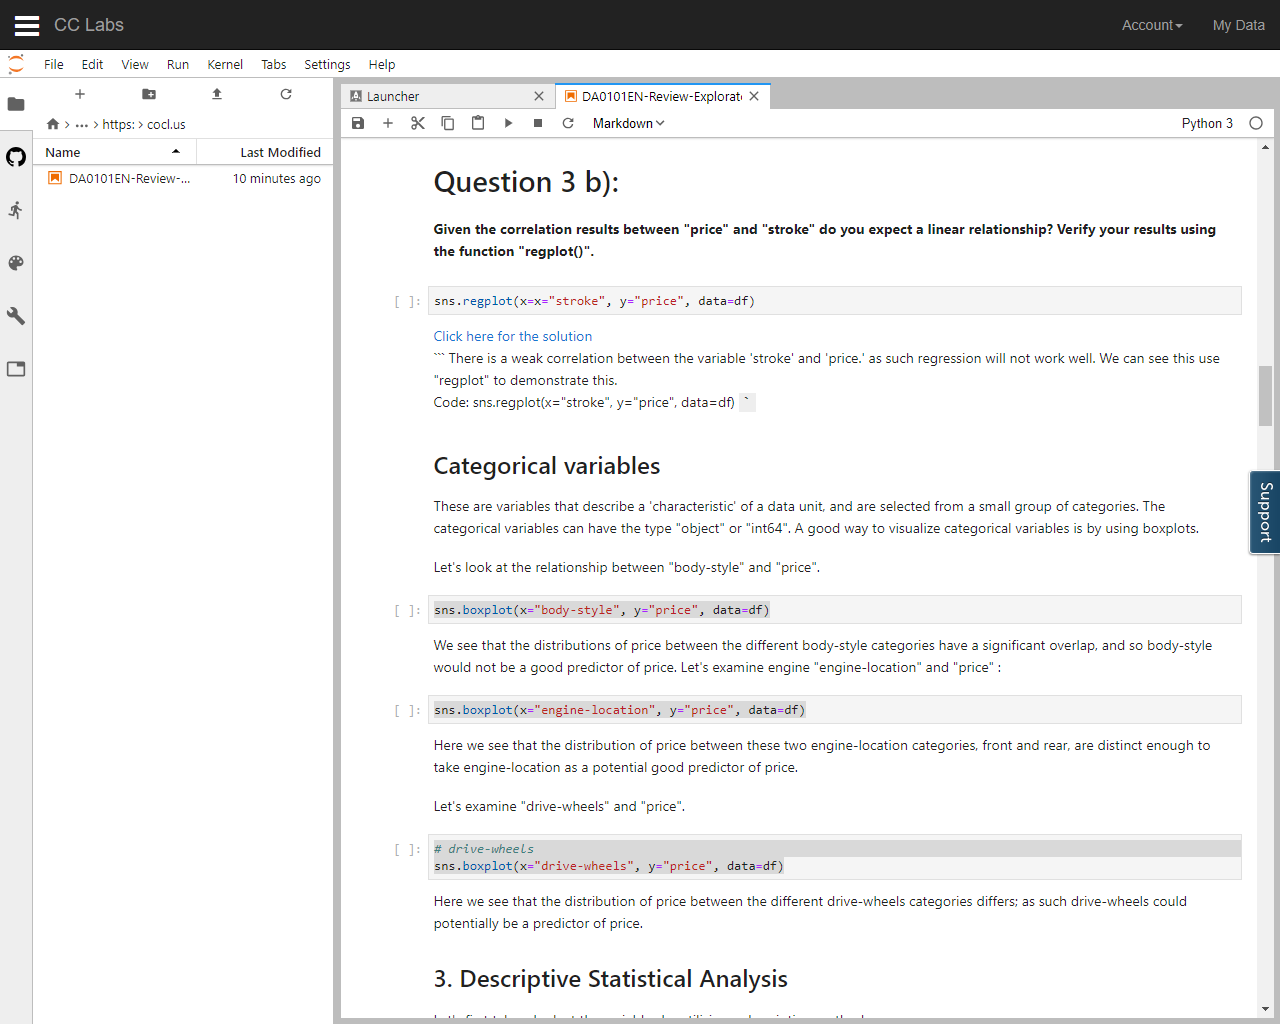 CC Labs
Account
My Data
File Edit View Run Kernel Tabs Settings Help
Launcher
DA0101EN-Review-Explorat
Markdown
Python 3
https: cocl.us
Name
Last Modified
DA0101EN-Review-...
10 minutes ago
Question 3 b):
Given the correlation results between "price" and "stroke" do you expect a linear relationship? Verify your results using
the function "regplot()".
[ ]: sns.regplot(x=x="stroke", y="price", data=df)
Click here for the solution
``` There is a weak correlation between the variable 'stroke' and 'price.' as such regression will not work well. We can see this use
"regplot" to demonstrate this.
Code: sns.regplot(x="stroke", y="price", data=df) `
Categorical variables
These are variables that describe a 'characteristic' of a data unit, and are selected from a small group of categories. The
categorical variables can have the type "object" or "int64". A good way to visualize categorical variables is by using boxplots.
Let's look at the relationship between "body-style" and "price".
[ ]: sns.boxplot(x="body-style", y="price", data=df)
We see that the distributions of price between the different body-style categories have a significant overlap, and so body-style
would not be a good predictor of price. Let's examine engine "engine-location" and "price" :
[ ]: sns.boxplot(x="engine-location", y="price", data=df)
Here we see that the distribution of price between these two engine-location categories, front and rear, are distinct enough to
take engine-location as a potential good predictor of price.
Let's examine "drive-wheels" and "price".
[ ]: # drive-wheels
sns.boxplot(x="drive-wheels", y="price", data=df)
Here we see that the distribution of price between the different drive-wheels categories differs; as such drive-wheels could
potentially be a predictor of price.
3. Descriptive Statistical Analysis
Support